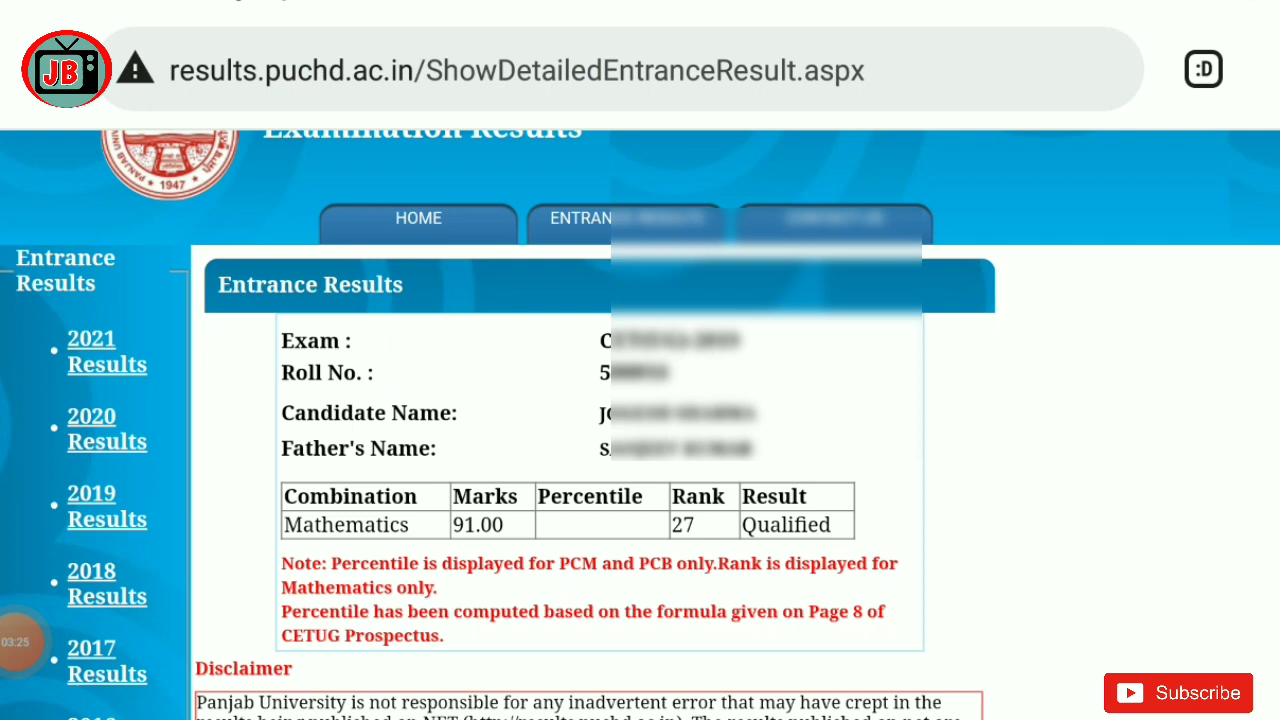 JB
results.puchd.ac.in/ShowDetailedEntranceResult.aspx
:D
Examination Results
1947
HOME
Entrance
Results
Entrance Results
2021
Results
2020
Results
2019
Results
2018
Results
2017
Results
Exam :
Roll No. :
Candidate Name:
Father's Name:
Combination Marks Percentile Rank Result
Mathematics 91.00 27 Qualified
Note: Percentile is displayed for PCM and PCB only.Rank is displayed for
Mathematics only.
Percentile has been computed based on the formula given on Page 8 of
CETUG Prospectus.
Disclaimer
Panjab University is not responsible for any inadvertent error that may have crept in the
03:25
Subscribe